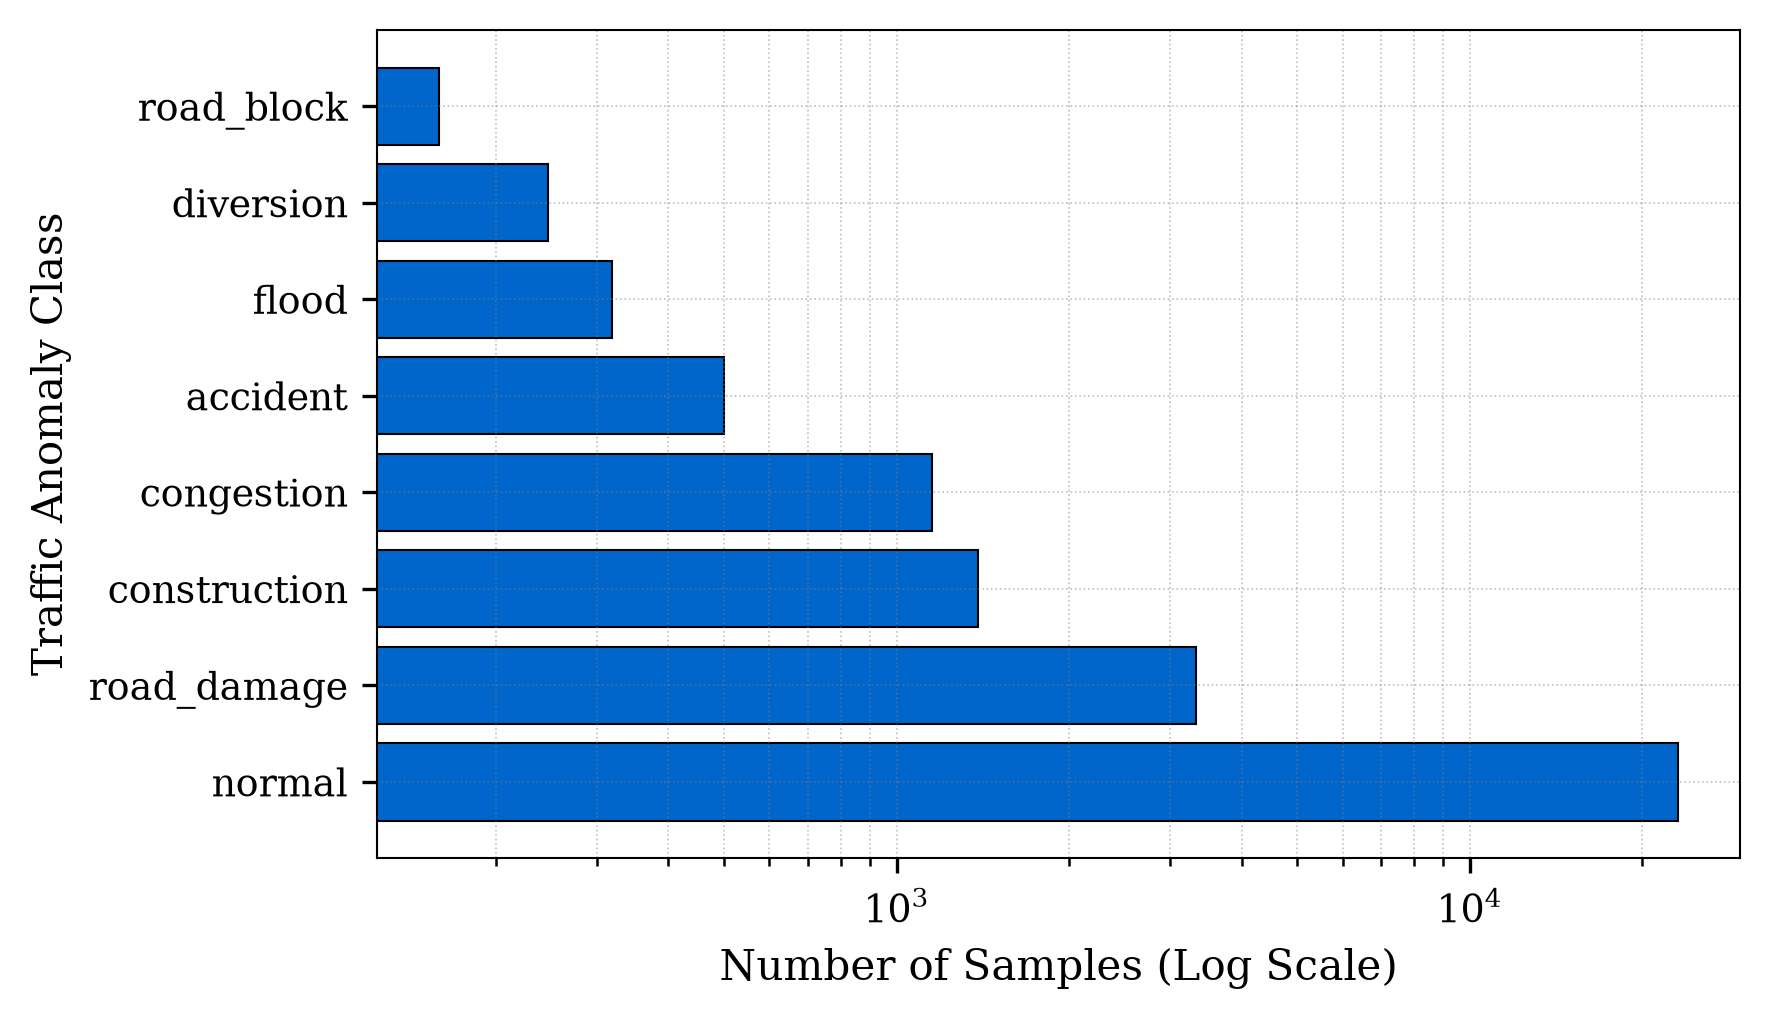 Traffic Anomaly Class
road_block
diversion
flood
accident
congestion
construction
road_damage
normal
10³
10⁴
Number of Samples (Log Scale)